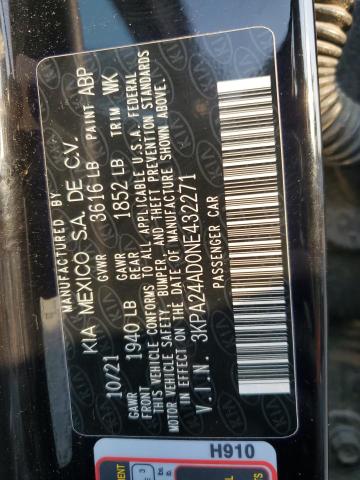 MANUFACTURED BY
KIA MEXICO S.A. DE C.V.
10/21 3616 LB PAINT ABP
GAWR GAWR
1940 LB 1852 LB TRIM WK
GAWR REAR
THIS VEHICLE CONFORMS TO ALL APPLICABLE U.S.A. FEDERAL
MOTOR VEHICLE SAFETY, BUMPER, AND THEFT PREVENTION STANDARDS
IN EFFECT ON THE DATE OF MANUFACTURE SHOWN ABOVE.
V.I.N. 3KPA24AD0NE432271
PASSENGER CAR
H910
KIA